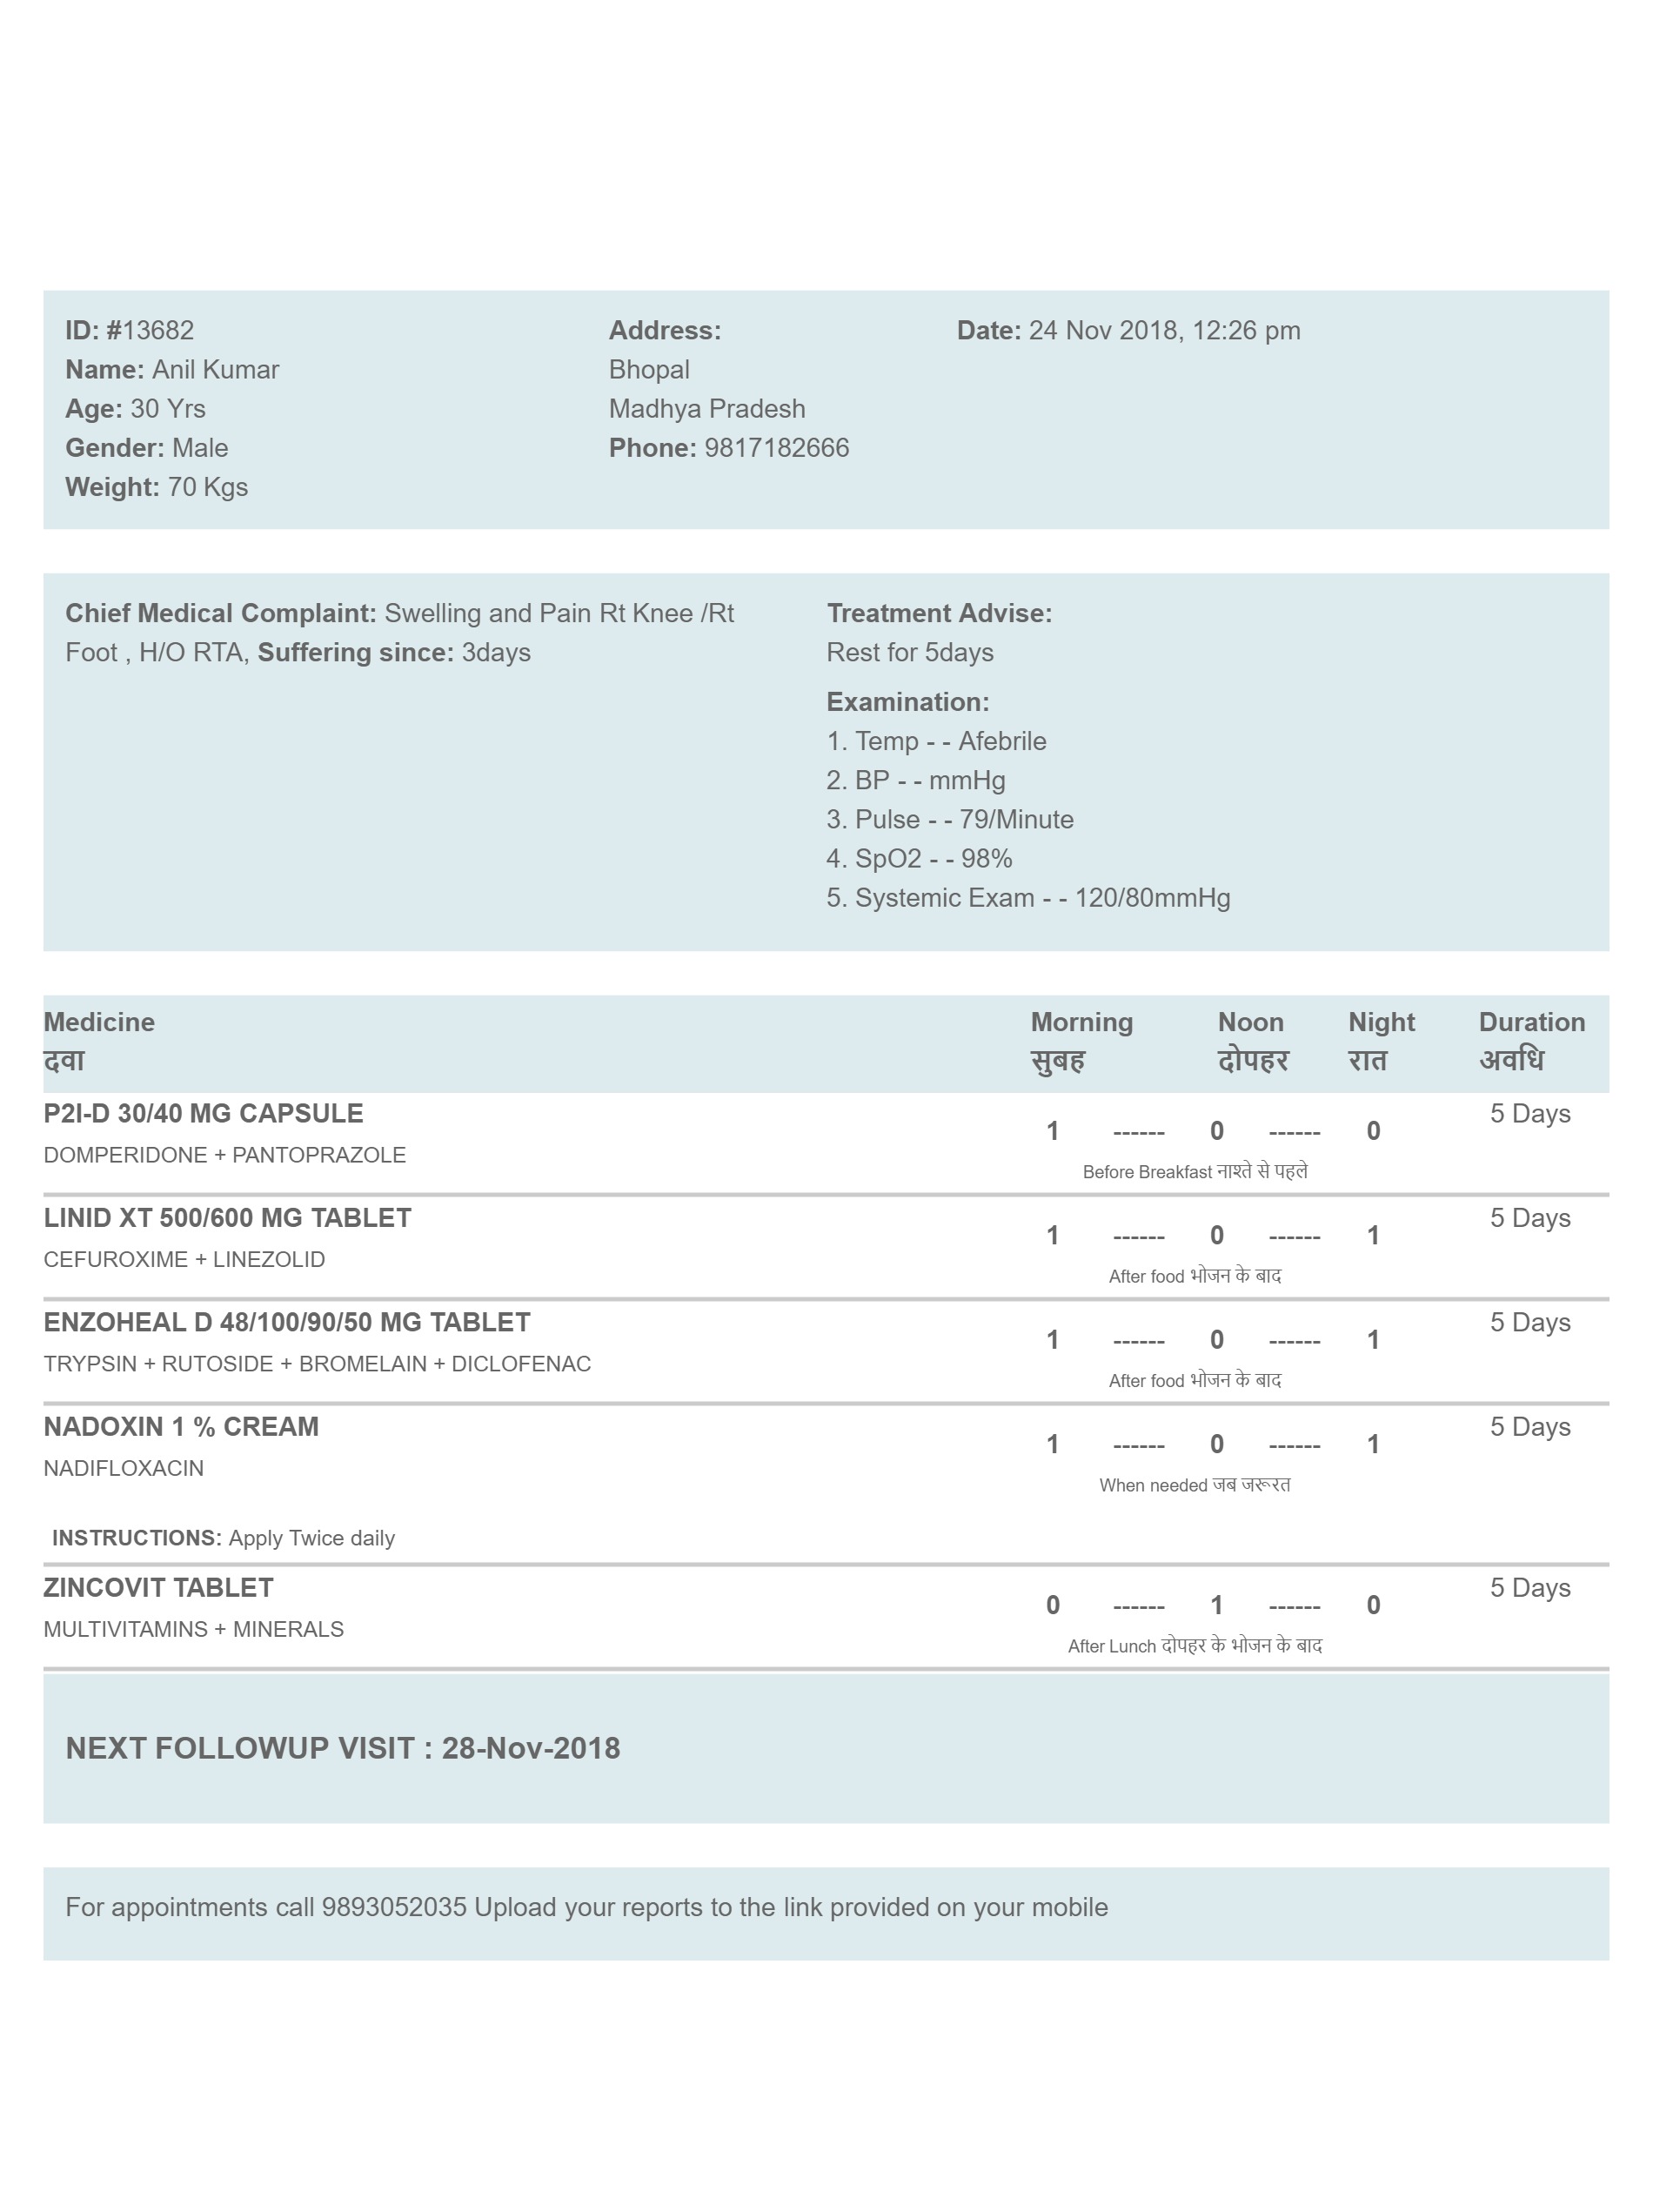 ID: #13682
Name: Anil Kumar
Age: 30 Yrs
Gender: Male
Weight: 70 Kgs
Address:
Bhopal
Madhya Pradesh
Phone: 9817182666
Date: 24 Nov 2018, 12:26 pm
Chief Medical Complaint: Swelling and Pain Rt Knee /Rt
Foot , H/O RTA, Suffering since: 3days
Treatment Advise:
Rest for 5days
Examination:
1. Temp - - Afebrile
2. BP - - mmHg
3. Pulse - - 79/Minute
4. SpO2 - - 98%
5. Systemic Exam - - 120/80mmHg
Medicine Morning Noon Night Duration
दवा सुबह दोपहर रात अवधि
P2I-D 30/40 MG CAPSULE 5 Days
1 ------ 0 ------ 0
DOMPERIDONE + PANTOPRAZOLE
Before Breakfast नाश्ते से पहले
LINID XT 500/600 MG TABLET 5 Days
1 ------ 0 ------ 1
CEFUROXIME + LINEZOLID
After food भोजन के बाद
ENZOHEAL D 48/100/90/50 MG TABLET 5 Days
1 ------ 0 ------ 1
TRYPSIN + RUTOSIDE + BROMELAIN + DICLOFENAC
After food भोजन के बाद
NADOXIN 1 % CREAM 5 Days
1 ------ 0 ------ 1
NADIFLOXACIN
When needed जब जरूरत
INSTRUCTIONS: Apply Twice daily
ZINCOVIT TABLET 5 Days
0 ------ 1 ------ 0
MULTIVITAMINS + MINERALS
After Lunch दोपहर के भोजन के बाद
NEXT FOLLOWUP VISIT : 28-Nov-2018
For appointments call 9893052035 Upload your reports to the link provided on your mobile